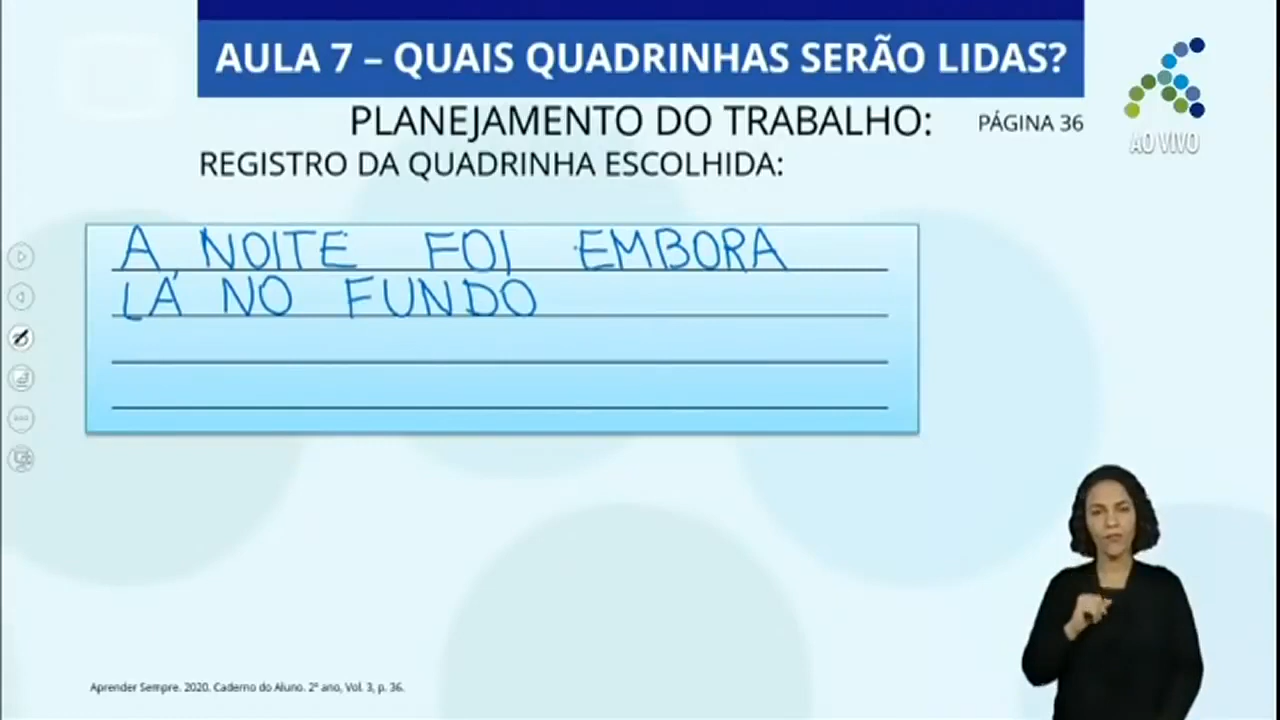 AULA 7 – QUAIS QUADRINHAS SERÃO LIDAS?
PLANEJAMENTO DO TRABALHO:
PÁGINA 36
AO VIVO
REGISTRO DA QUADRINHA ESCOLHIDA:
A NOITE FOI EMBORA
LÁ NO FUNDO
Aprender Sempre. 2020. Caderno do Aluno. 2º ano, Vol. 3, p. 36.